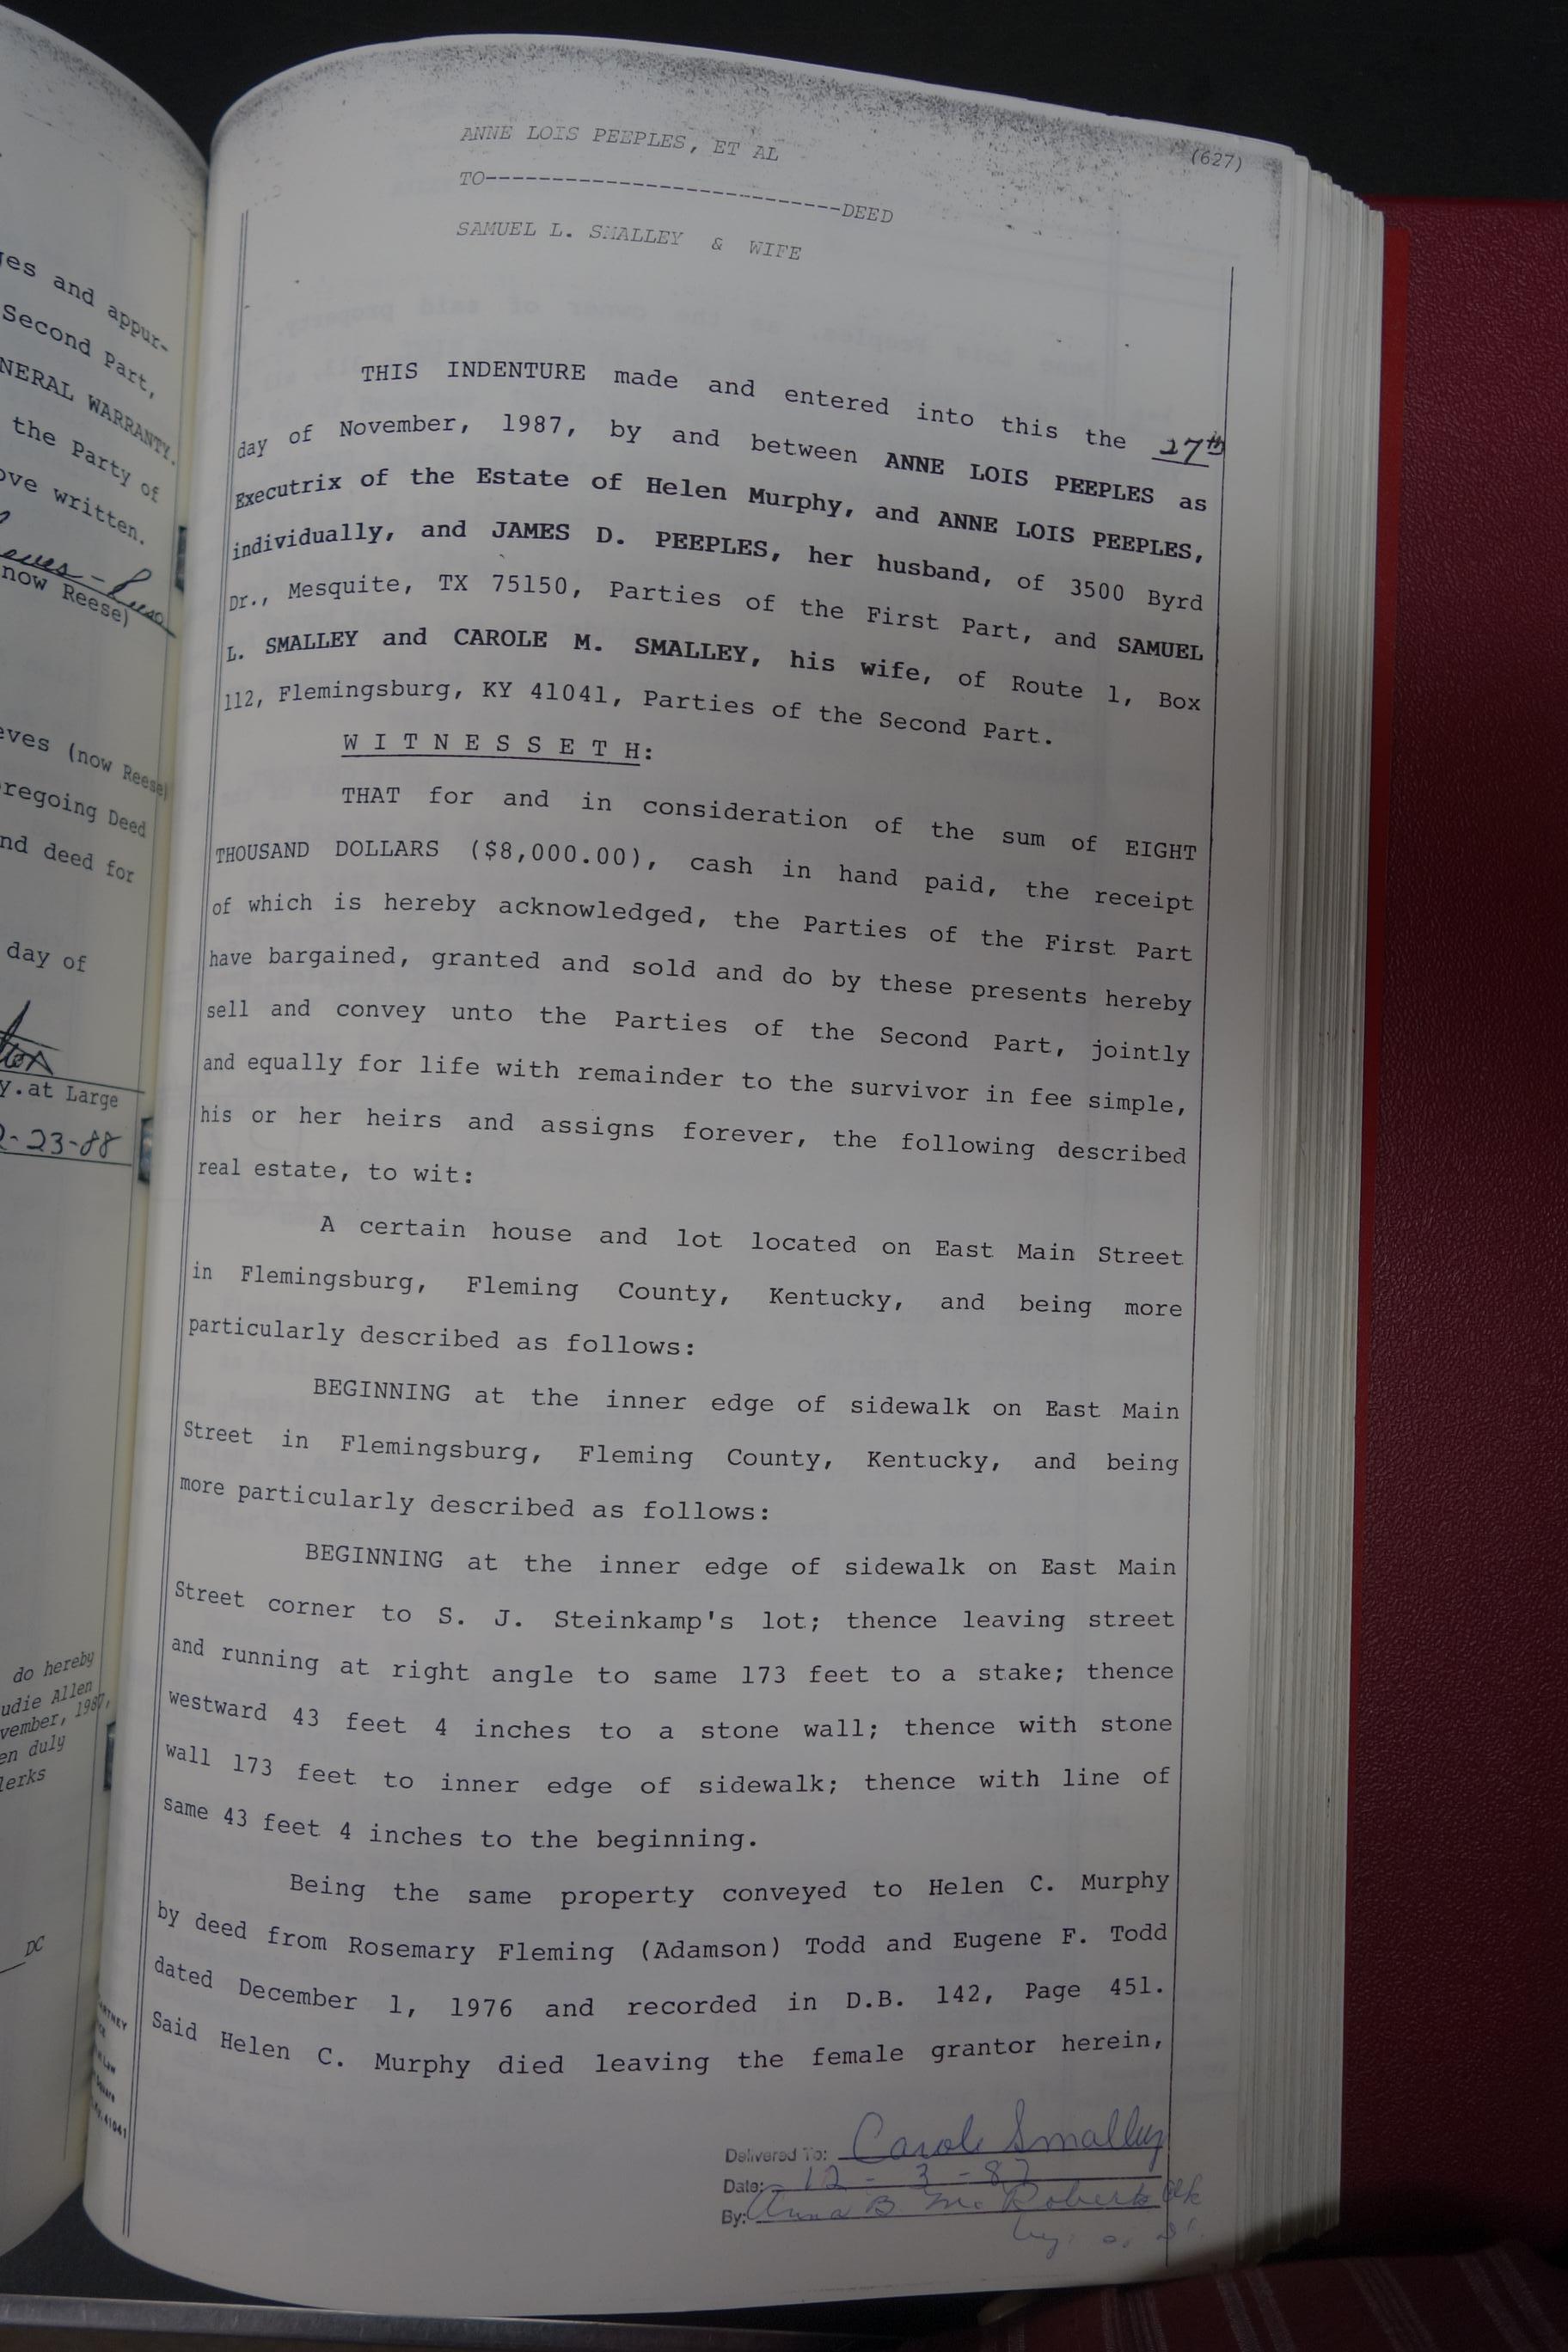 ges and appur-
Second Part,
NERAL WARRANTY.
the Party of
ove written.
now Reese)
eves (now Reese)
regoing Deed
nd deed for
day of
y.at Large
2-23-88
do hereby
udie Allen
vember, 1987,
en duly
lerks
DC
ANNE LOIS PEEPLES, ET AL
(627)
TO---------------------------DEED
SAMUEL L. SMALLEY & WIFE
THIS INDENTURE made and entered into this the 27th
day of November, 1987, by and between ANNE LOIS PEEPLES as
Executrix of the Estate of Helen Murphy, and ANNE LOIS PEEPLES,
individually, and JAMES D. PEEPLES, her husband, of 3500 Byrd
Dr., Mesquite, TX 75150, Parties of the First Part, and SAMUEL
L. SMALLEY and CAROLE M. SMALLEY, his wife, of Route 1, Box
112, Flemingsburg, KY 41041, Parties of the Second Part.
W I T N E S S E T H:
THAT for and in consideration of the sum of EIGHT
THOUSAND DOLLARS ($8,000.00), cash in hand paid, the receipt
of which is hereby acknowledged, the Parties of the First Part
have bargained, granted and sold and do by these presents hereby
sell and convey unto the Parties of the Second Part, jointly
and equally for life with remainder to the survivor in fee simple,
his or her heirs and assigns forever, the following described
real estate, to wit:
A certain house and lot located on East Main Street
in Flemingsburg, Fleming County, Kentucky, and being more
particularly described as follows:
BEGINNING at the inner edge of sidewalk on East Main
Street in Flemingsburg, Fleming County, Kentucky, and being
more particularly described as follows:
BEGINNING at the inner edge of sidewalk on East Main
Street corner to S. J. Steinkamp's lot; thence leaving street
and running at right angle to same 173 feet to a stake; thence
westward 43 feet 4 inches to a stone wall; thence with stone
wall 173 feet to inner edge of sidewalk; thence with line of
same 43 feet 4 inches to the beginning.
Being the same property conveyed to Helen C. Murphy
by deed from Rosemary Fleming (Adamson) Todd and Eugene F. Todd
dated December 1, 1976 and recorded in D.B. 142, Page 451.
Said Helen C. Murphy died leaving the female grantor herein,
Delivered To: Carole Smalley
Date: 12-3-87
By: Anna B McRoberts Clk
by: